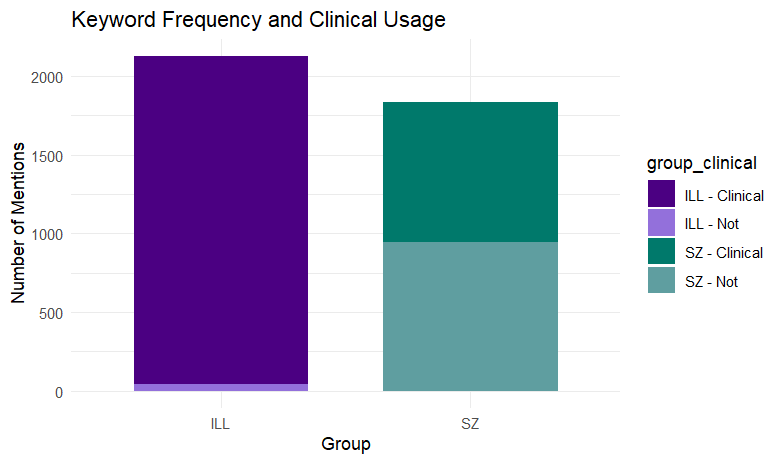 Keyword Frequency and Clinical Usage
Number of Mentions
2000
1500
1000
500
0
ILL
SZ
Group
group_clinical
ILL - Clinical
ILL - Not
SZ - Clinical
SZ - Not